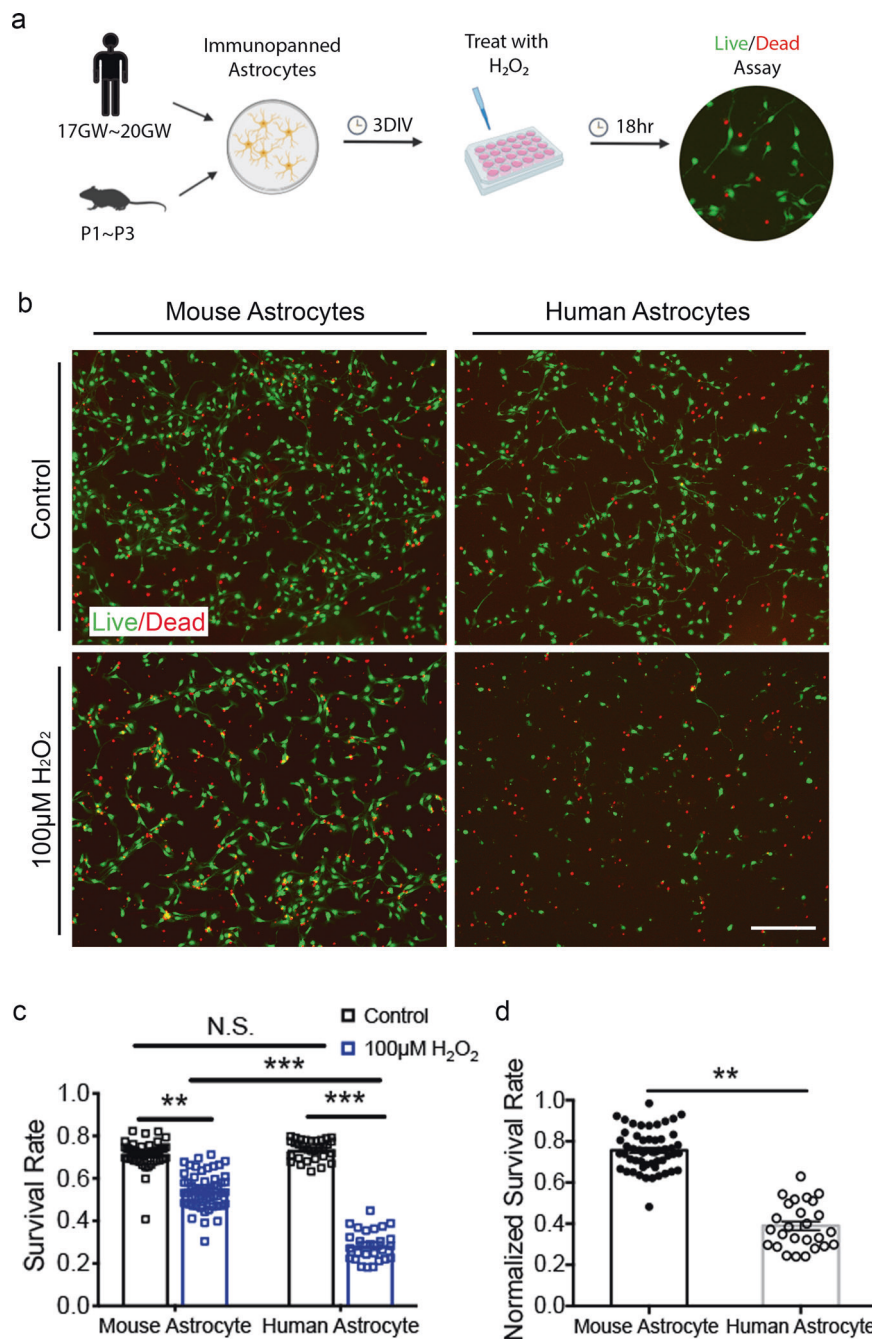 a
Immunopanned
Astrocytes
Treat with
H₂O₂
Live/Dead
Assay
17GW~20GW
3DIV
18hr
P1~P3
b
Mouse Astrocytes
Human Astrocytes
Control
Live/Dead
100µM H₂O₂
c
N.S.
Control
100µM H₂O₂
***
**
***
Survival Rate
1.0
0.8
0.6
0.4
0.2
0.0
Mouse Astrocyte
Human Astrocyte
d
**
Normalized Survival Rate
1.0
0.8
0.6
0.4
0.2
0.0
Mouse Astrocyte
Human Astrocyte